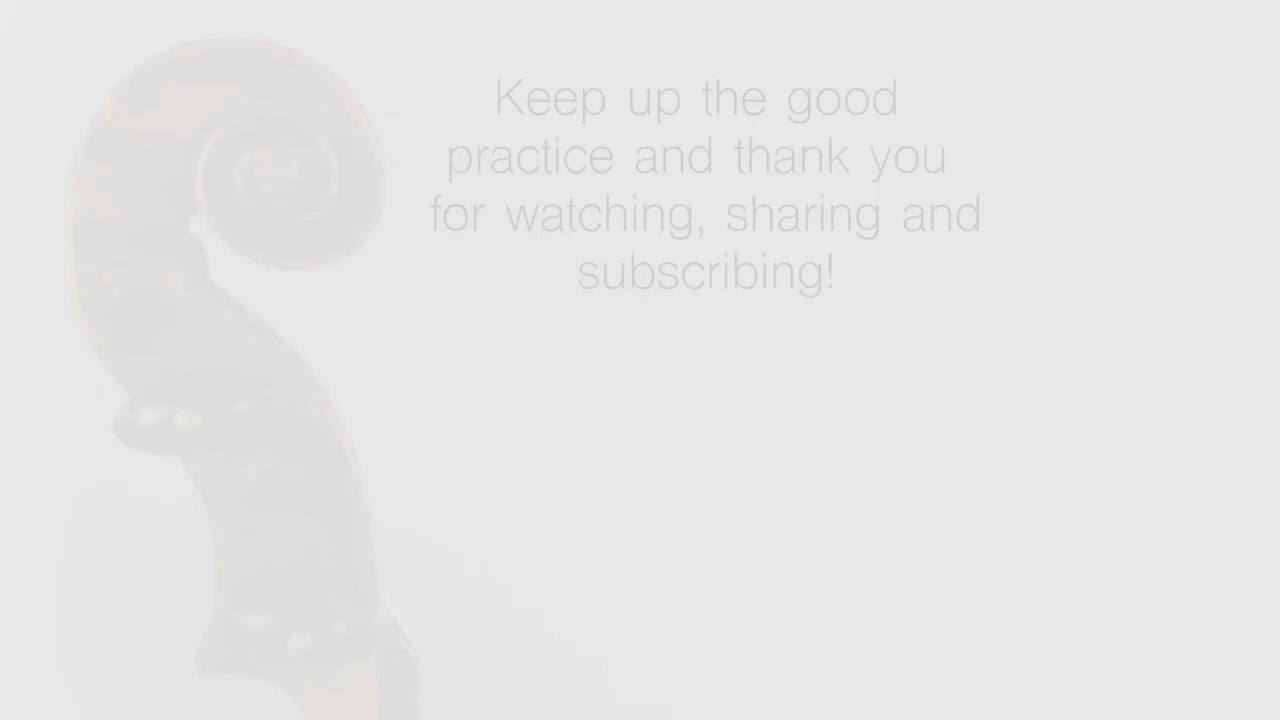 Keep up the good
practice and thank you
for watching, sharing and
subscribing!